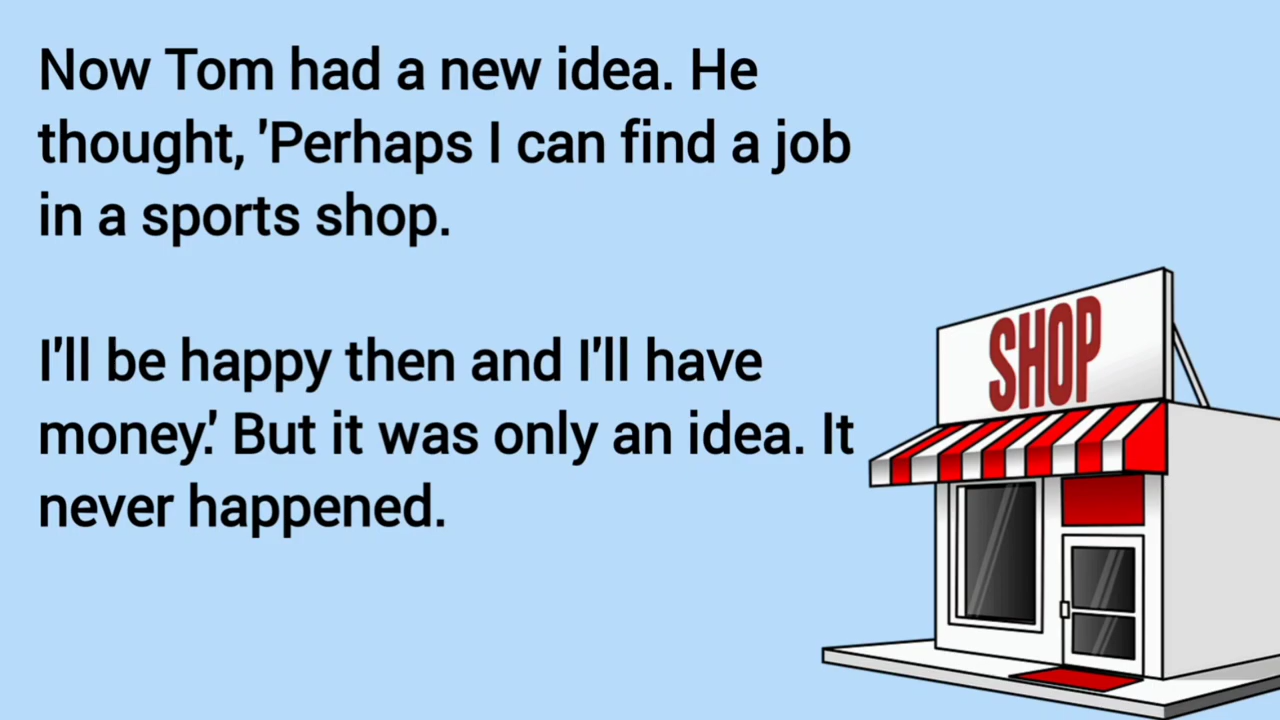 Now Tom had a new idea. He
thought, 'Perhaps I can find a job
in a sports shop.
I'll be happy then and I'll have
money.' But it was only an idea. It
never happened.
SHOP